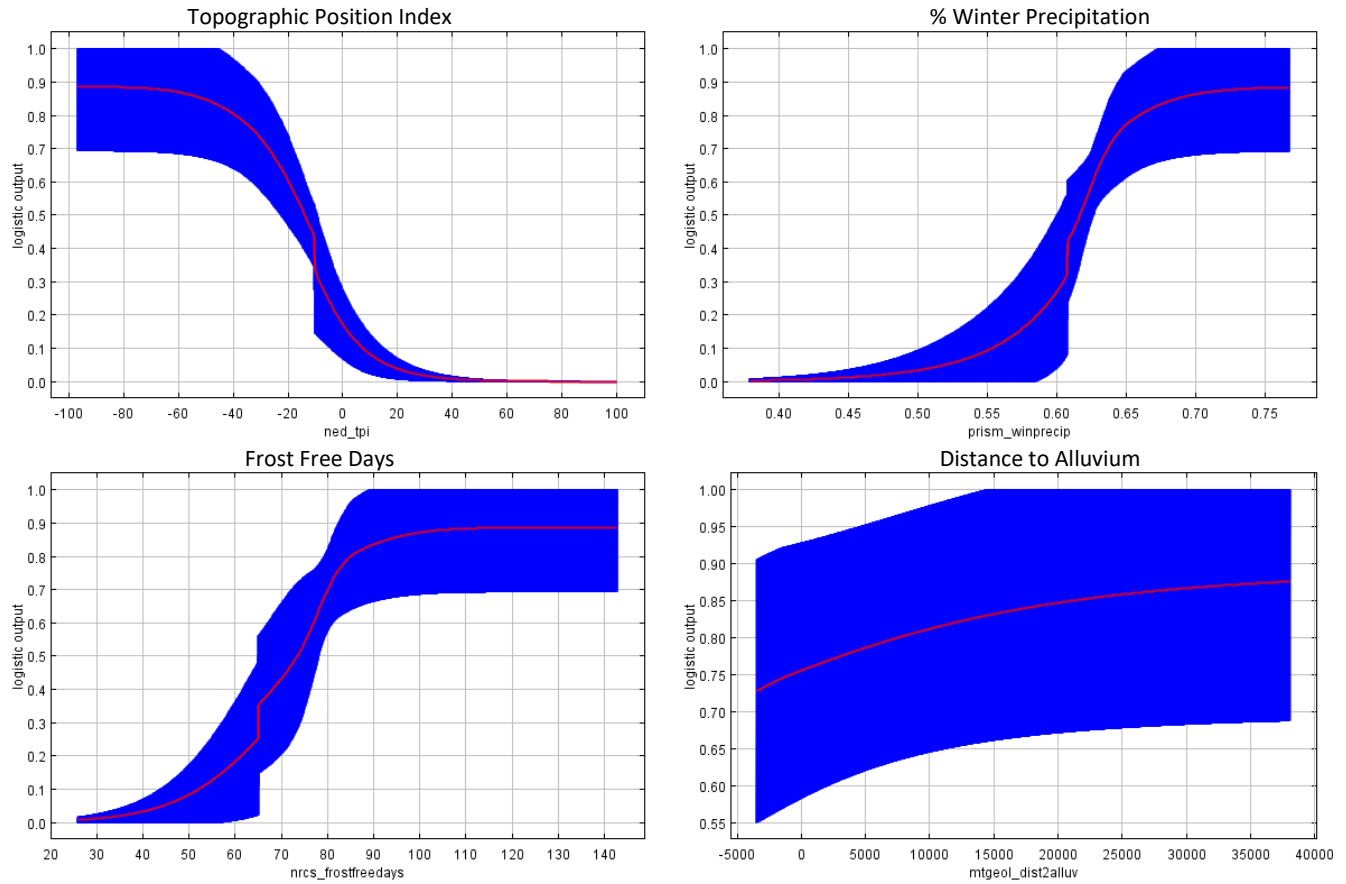 Topographic Position Index
1.0
0.9
0.8
0.7
0.6
0.5
0.4
0.3
0.2
0.1
0.0
logistic output
-100 -80 -60 -40 -20 0 20 40 60 80 100
ned_tpi
% Winter Precipitation
1.0
0.9
0.8
0.7
0.6
0.5
0.4
0.3
0.2
0.1
0.0
logistic output
0.40 0.45 0.50 0.55 0.60 0.65 0.70 0.75
prism_winprecip
Frost Free Days
1.0
0.9
0.8
0.7
0.6
0.5
0.4
0.3
0.2
0.1
0.0
logistic output
20 30 40 50 60 70 80 90 100 110 120 130 140
nrcs_frostfreedays
Distance to Alluvium
1.00
0.95
0.90
0.85
0.80
0.75
0.70
0.65
0.60
0.55
logistic output
-5000 0 5000 10000 15000 20000 25000 30000 35000 40000
mtgeol_dist2alluv